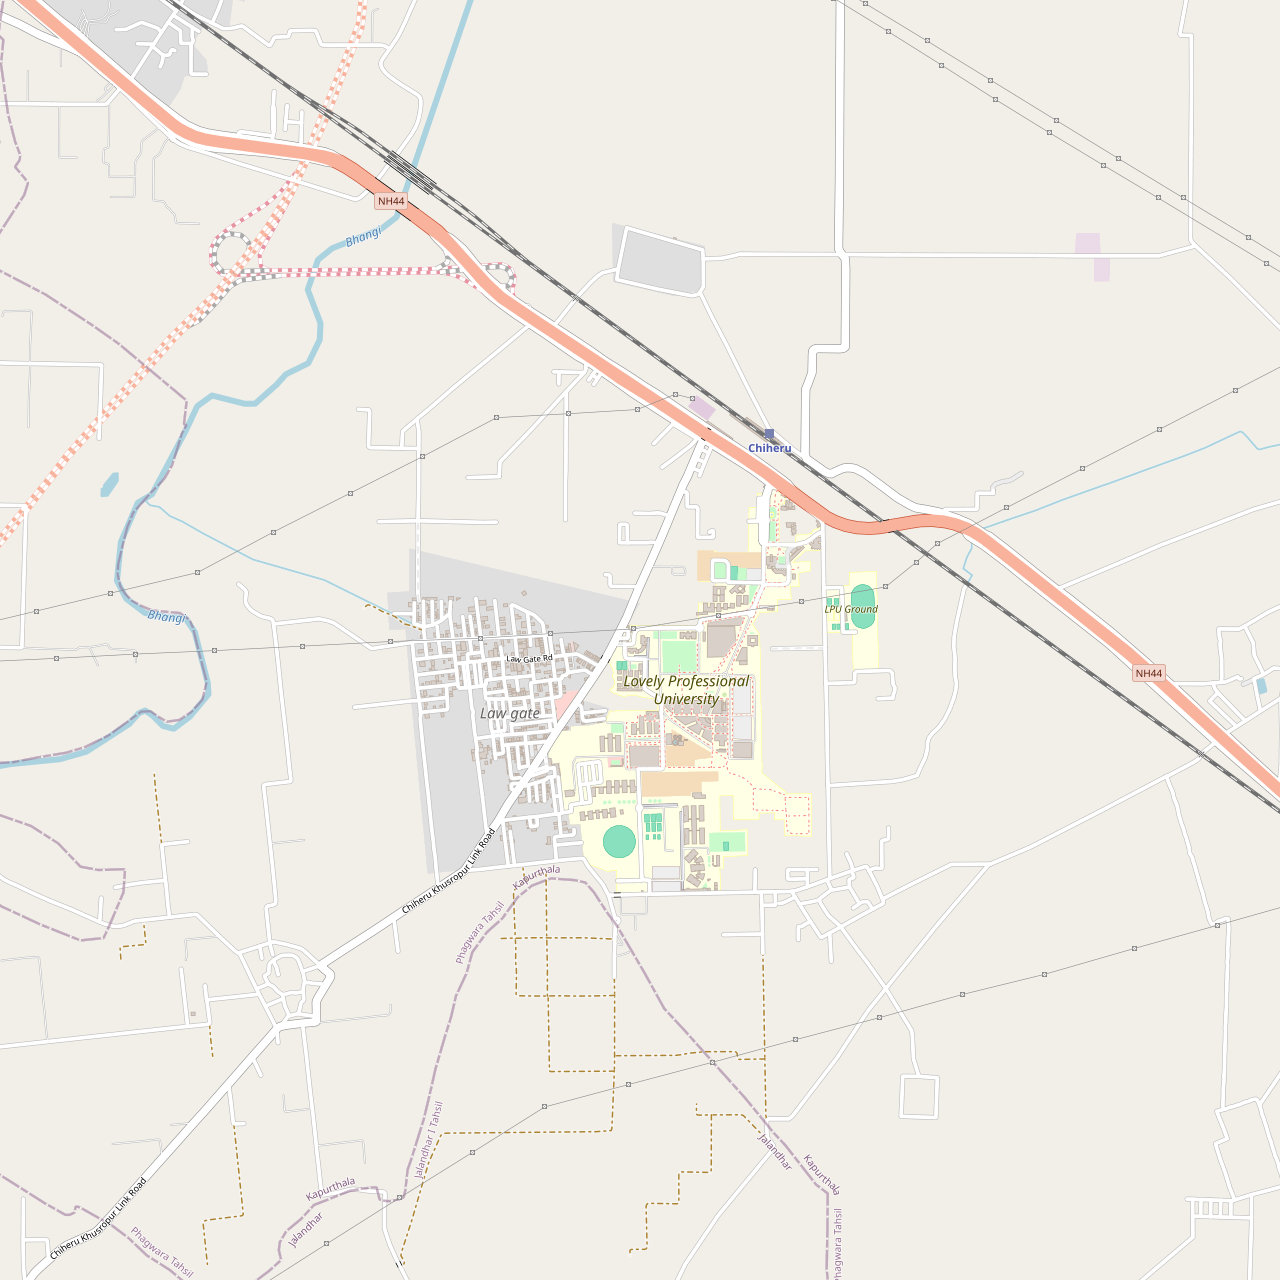 NH44
Bhangi
Chiheru
LPU Ground
Bhangi
Law Gate Rd
NH44
Lovely Professional
University
Law gate
Chiheru Khusropur Link Road
Kapurthala
Phagwara Tahsil
Jalandhar I Tahsil
Jalandhar
Kapurthala
Kapurthala
Jalandhar
Phagwara Tahsil
Chiheru Khusropur Link Road
Phagwara Tahsil